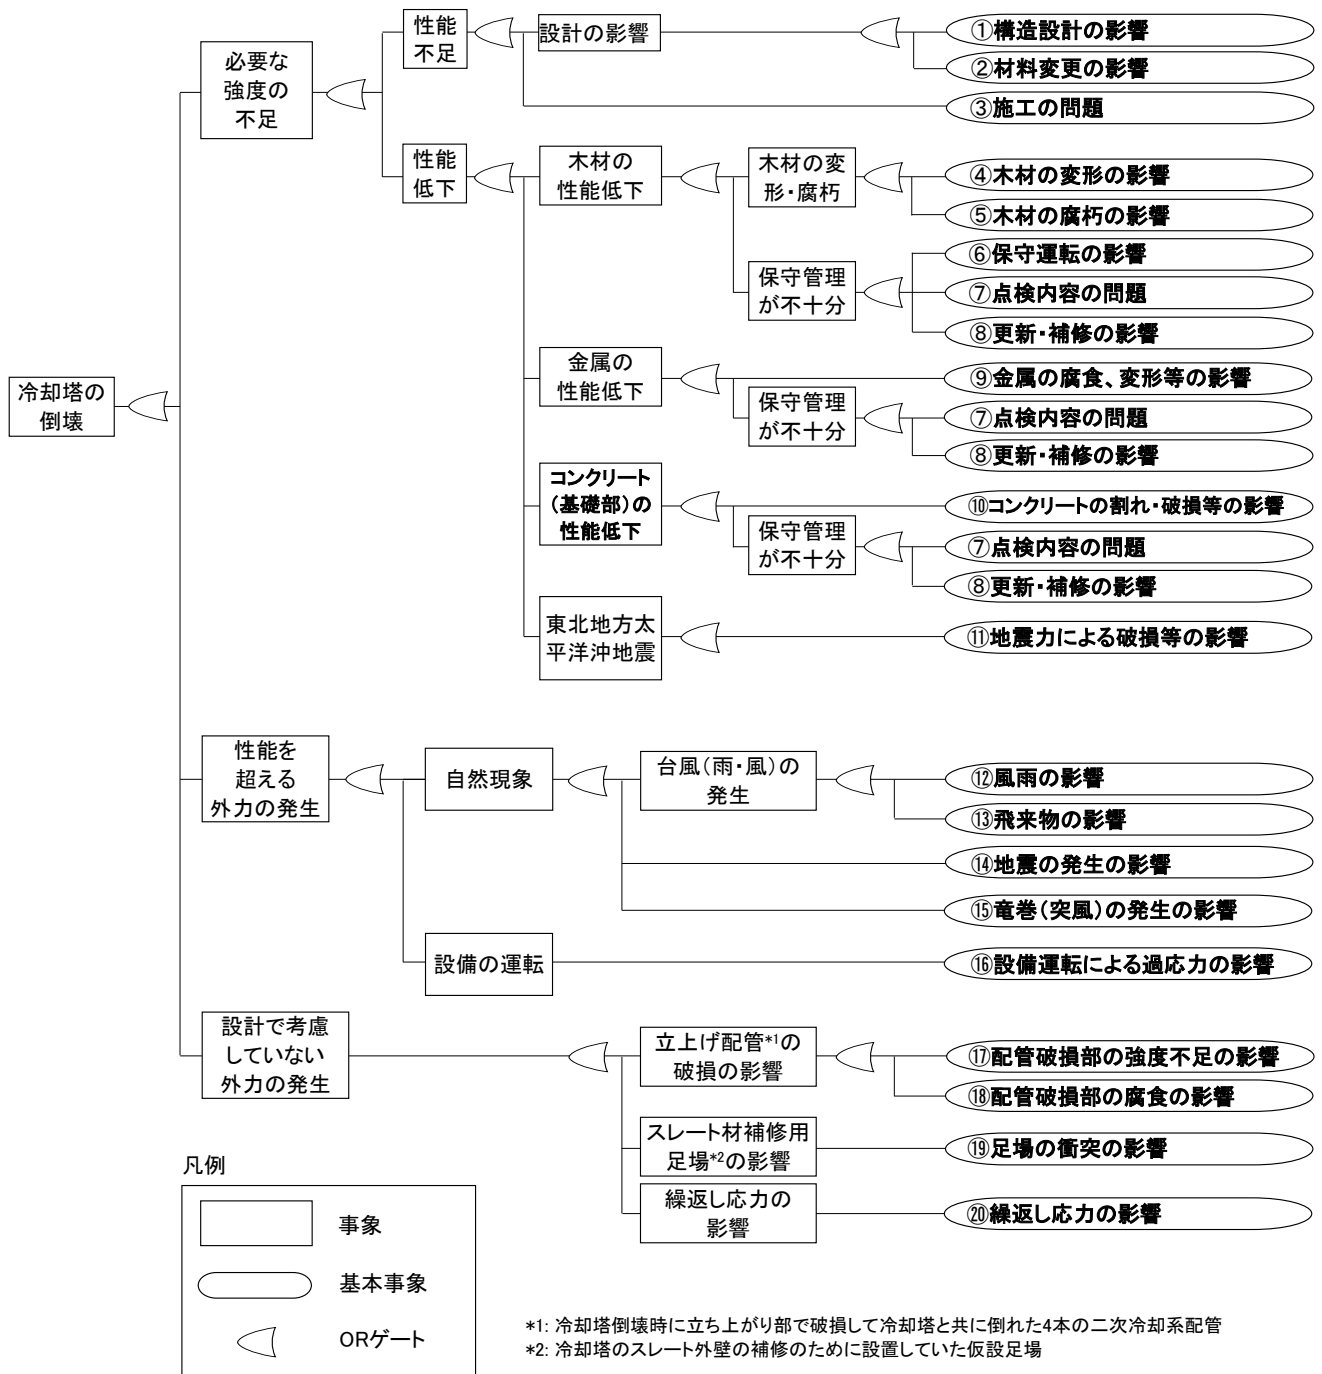 性能
不足
設計の影響
①構造設計の影響
②材料変更の影響
③施工の問題
必要な
強度の
不足
性能
低下
木材の
性能低下
木材の変
形・腐朽
④木材の変形の影響
⑤木材の腐朽の影響
保守管理
が不十分
⑥保守運転の影響
⑦点検内容の問題
⑧更新・補修の影響
冷却塔の
倒壊
金属の
性能低下
⑨金属の腐食、変形等の影響
保守管理
が不十分
⑦点検内容の問題
⑧更新・補修の影響
コンクリート
(基礎部)の
性能低下
⑩コンクリートの割れ・破損等の影響
保守管理
が不十分
⑦点検内容の問題
⑧更新・補修の影響
東北地方太
平洋沖地震
⑪地震力による破損等の影響
性能を
超える
外力の発生
自然現象
台風(雨・風)の
発生
⑫風雨の影響
⑬飛来物の影響
⑭地震の発生の影響
⑮竜巻(突風)の発生の影響
設備の運転
⑯設備運転による過応力の影響
設計で考慮
していない
外力の発生
立上げ配管*1の
破損の影響
⑰配管破損部の強度不足の影響
⑱配管破損部の腐食の影響
スレート材補修用
足場*2の影響
⑲足場の衝突の影響
繰返し応力の
影響
⑳繰返し応力の影響
凡例
事象
基本事象
ORゲート
*1: 冷却塔倒壊時に立ち上がり部で破損して冷却塔と共に倒れた4本の二次冷却系配管
*2: 冷却塔のスレート外壁の補修のために設置していた仮設足場